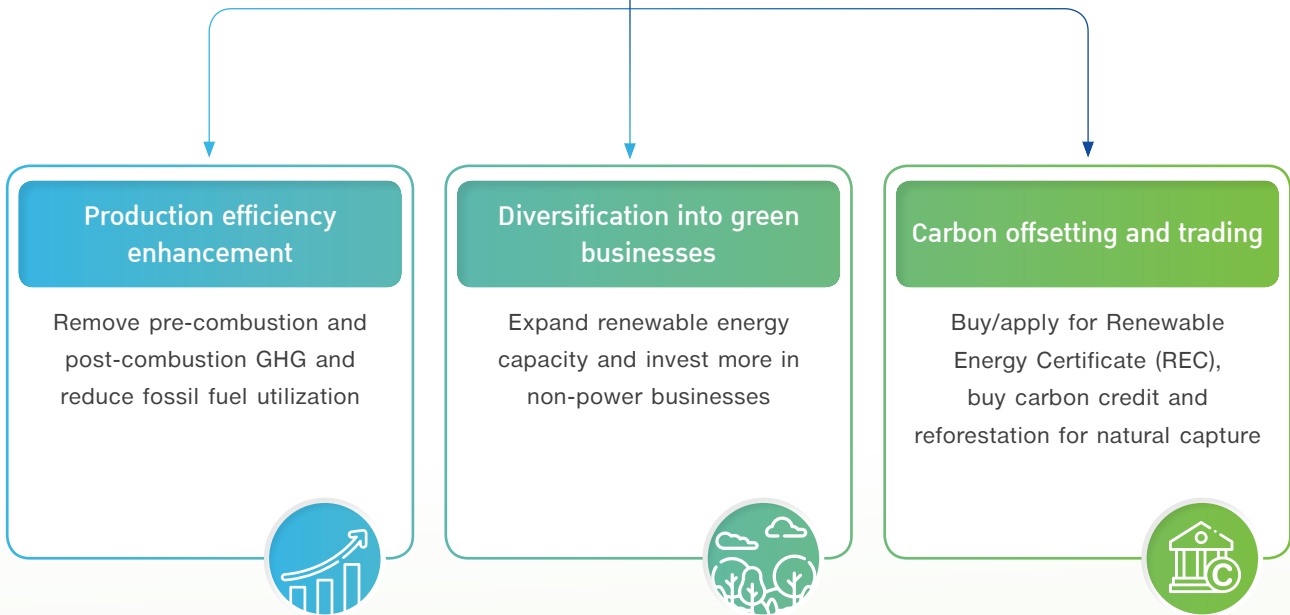 Production efficiency
enhancement
Remove pre-combustion and
post-combustion GHG and
reduce fossil fuel utilization
Diversification into green
businesses
Expand renewable energy
capacity and invest more in
non-power businesses
Carbon offsetting and trading
Buy/apply for Renewable
Energy Certificate (REC),
buy carbon credit and
reforestation for natural capture
C